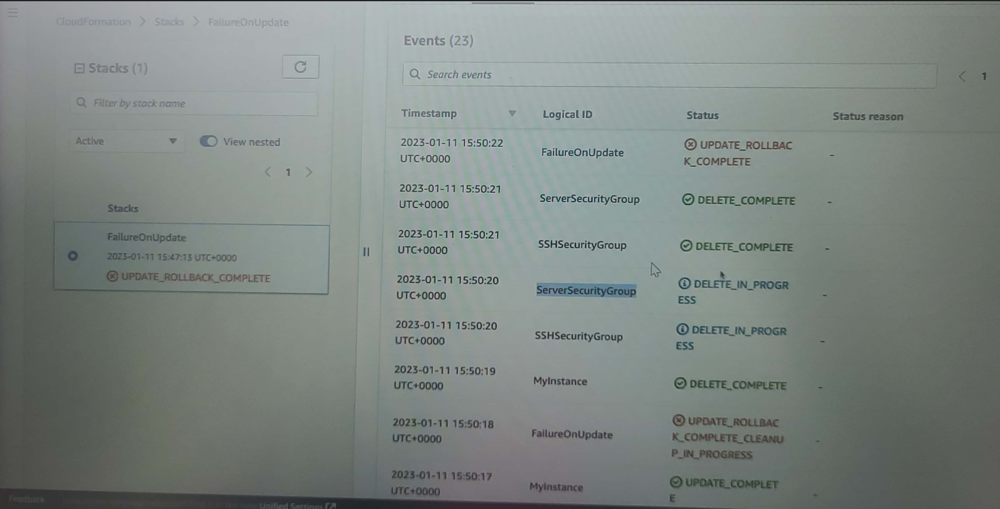 CloudFormation > Stacks > FailureOnUpdate
Stacks (1)
Filter by stack name
Active
View nested
< 1 >
Stacks
FailureOnUpdate
2023-01-11 15:47:13 UTC+0000
UPDATE_ROLLBACK_COMPLETE
Events (23)
Search events
< 1
Timestamp Logical ID Status Status reason
2023-01-11 15:50:22 FailureOnUpdate UPDATE_ROLLBAC -
UTC+0000 K_COMPLETE
2023-01-11 15:50:21 ServerSecurityGroup DELETE_COMPLETE -
UTC+0000
2023-01-11 15:50:21 SSHSecurityGroup DELETE_COMPLETE -
UTC+0000
2023-01-11 15:50:20 ServerSecurityGroup DELETE_IN_PROGR -
UTC+0000 ESS
2023-01-11 15:50:20 SSHSecurityGroup DELETE_IN_PROGR -
UTC+0000 ESS
2023-01-11 15:50:19 MyInstance DELETE_COMPLETE -
UTC+0000
2023-01-11 15:50:18 FailureOnUpdate UPDATE_ROLLBAC -
UTC+0000 K_COMPLETE_CLEANU
P_IN_PROGRESS
2023-01-11 15:50:17 MyInstance UPDATE_COMPLET -
UTC+0000 E
Feedback
Unified Settings